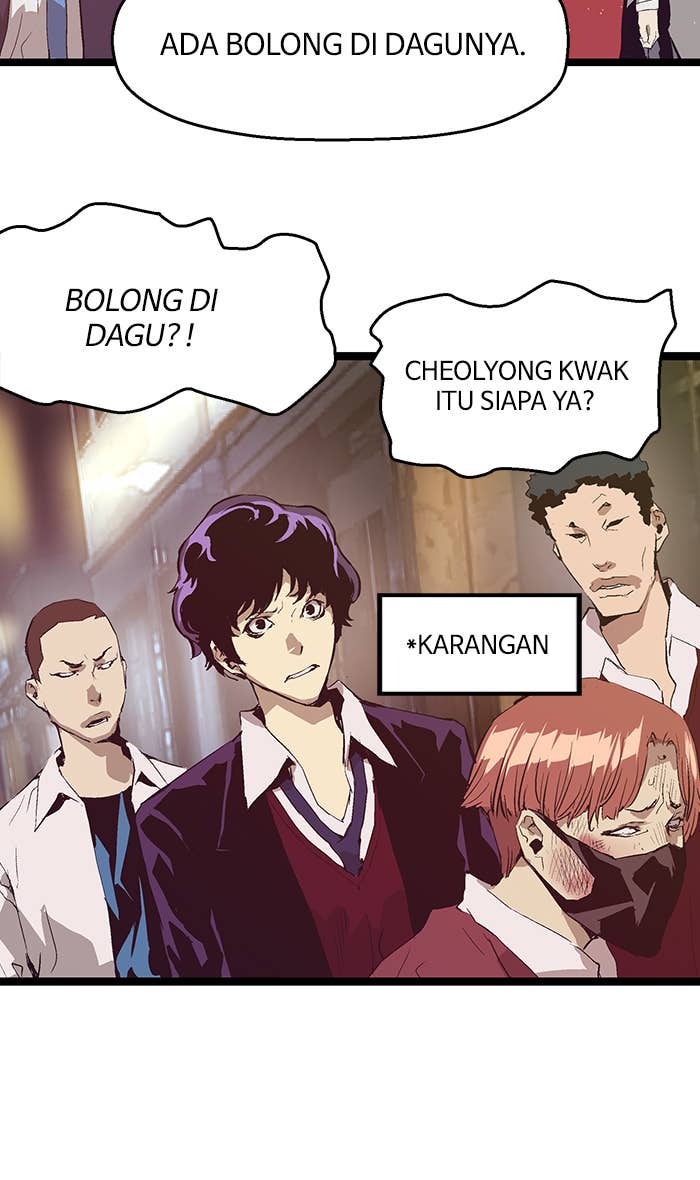 ADA BOLONG DI DAGUNYA.
BOLONG DI
DAGU?!
CHEOLYONG KWAK
ITU SIAPA YA?
*KARANGAN